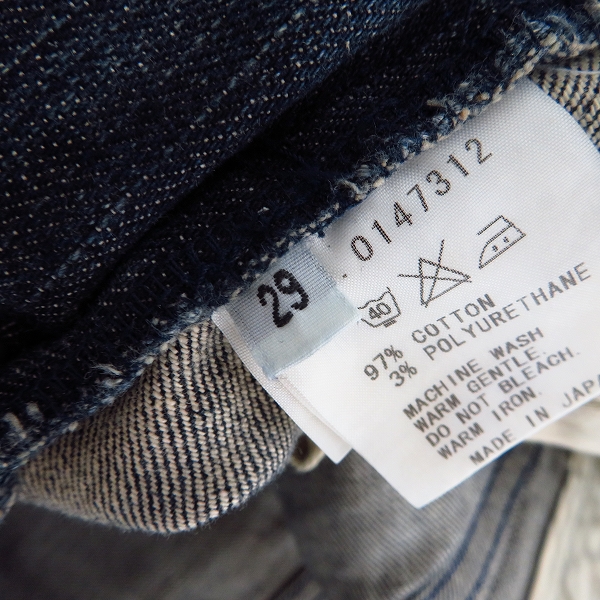 0147312
29
40
97% COTTON
3% POLYURETHANE
MACHINE WASH
WARM GENTLE.
DO NOT BLEACH.
WARM IRON.
MADE IN JAPA